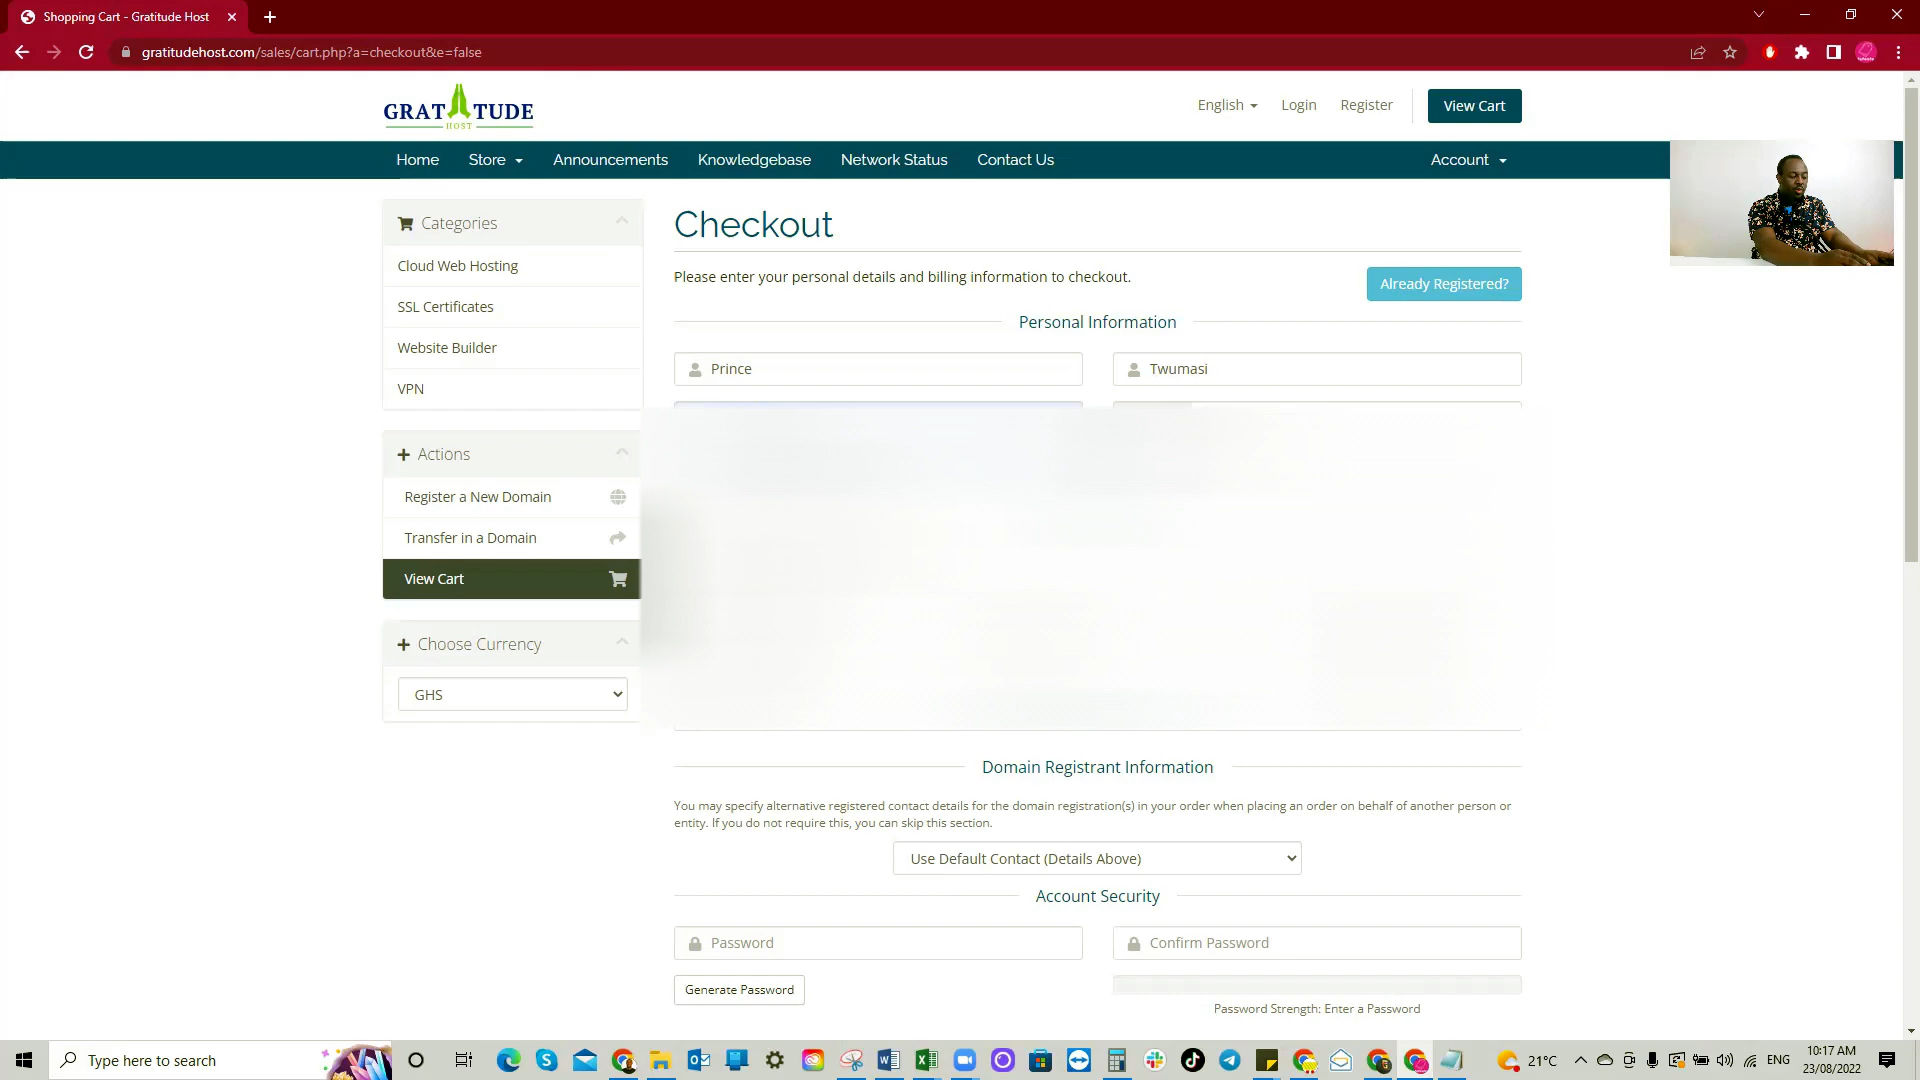 Shopping Cart - Gratitude Host
gratitudehost.com/sales/cart.php?a=checkout&e=false
GRATITUDE
HOST
English
Login
Register
View Cart
Home
Store
Announcements
Knowledgebase
Network Status
Contact Us
Account
Categories
Cloud Web Hosting
SSL Certificates
Website Builder
VPN
Actions
Register a New Domain
Transfer in a Domain
View Cart
Choose Currency
GHS
Checkout
Please enter your personal details and billing information to checkout.
Already Registered?
Personal Information
Prince
Twumasi
Domain Registrant Information
You may specify alternative registered contact details for the domain registration(s) in your order when placing an order on behalf of another person or
entity. If you do not require this, you can skip this section.
Use Default Contact (Details Above)
Account Security
Password
Confirm Password
Generate Password
Password Strength: Enter a Password
Type here to search
21°C
ENG
10:17 AM
23/08/2022